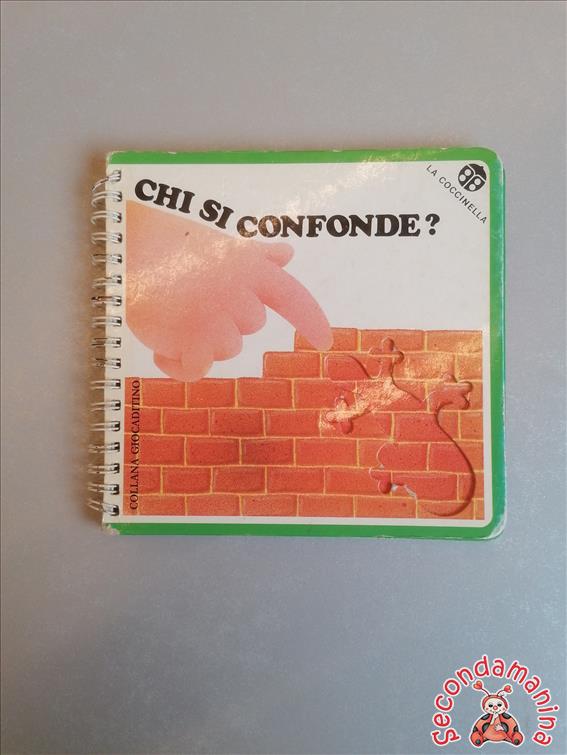 CHI SI CONFONDE?
LA COCCINELLA
COLLANA GIOCADITINO
Secondamanina